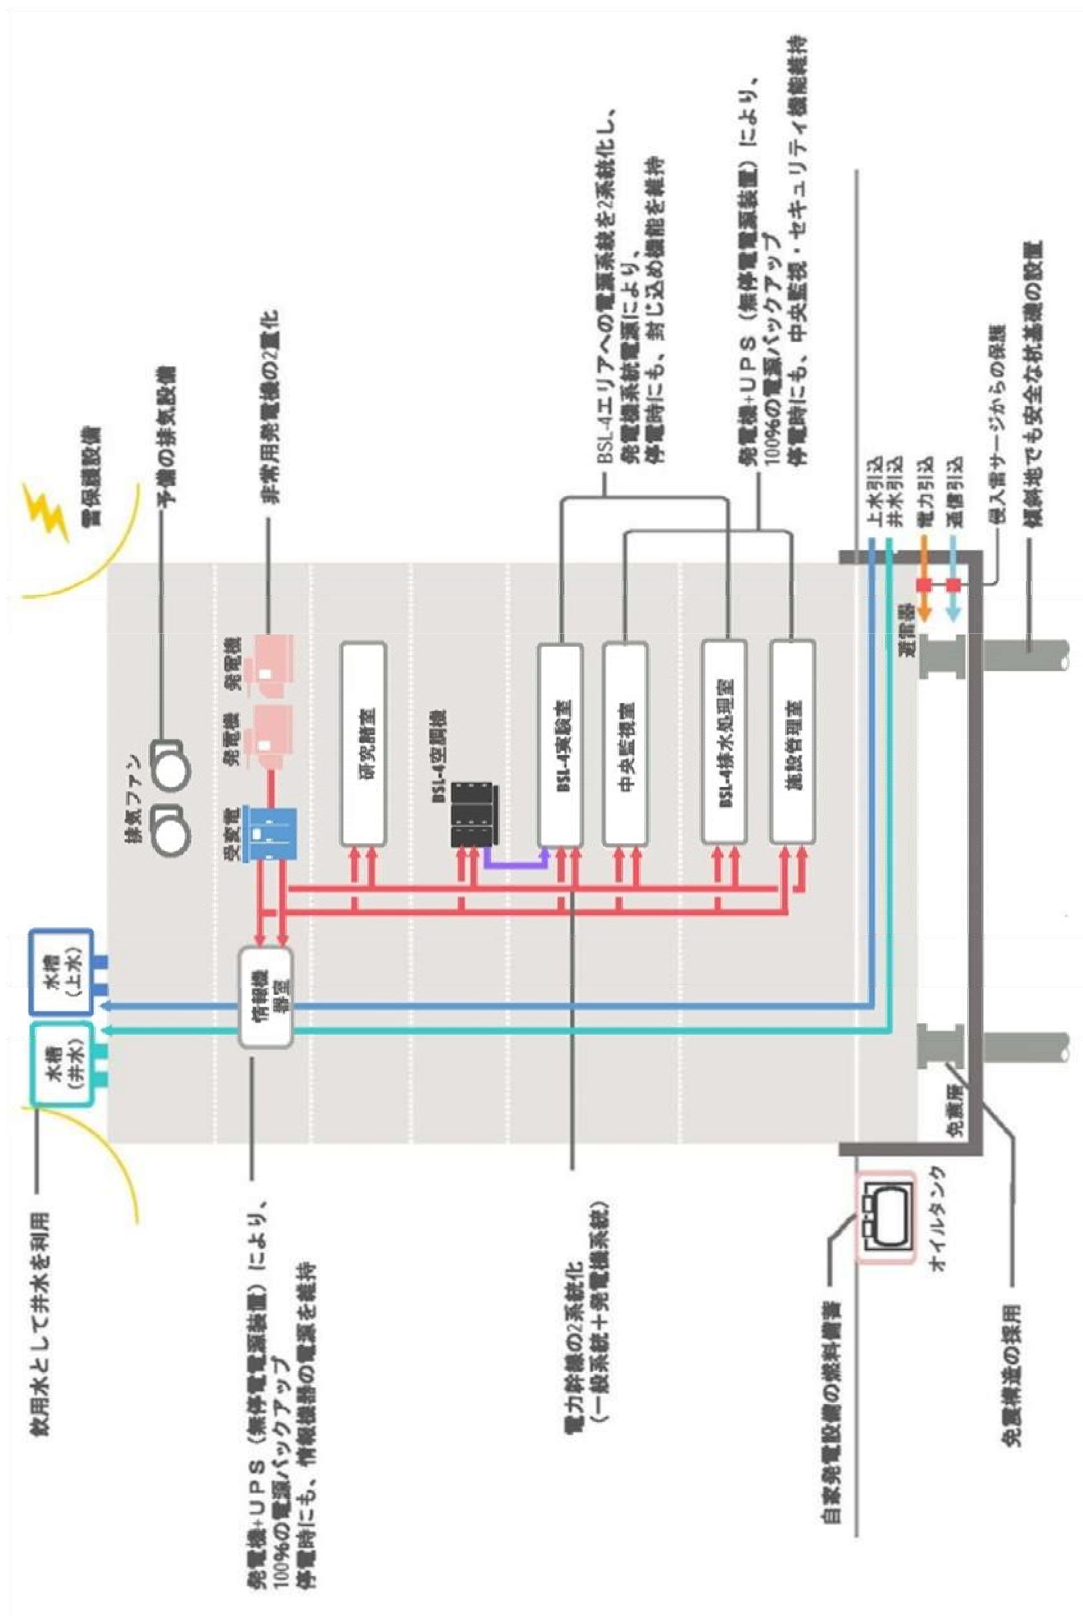 雷保護設備
予備の排気設備
非常用発電機の2重化
BSL-4エリアへの電源系統を2系統化し、
発電機系統電源により、
停電時にも、封じ込め機能を維持
発電機+UPS（無停電電源装置）により、
100%の電源バックアップ
停電時にも、中央監視・セキュリティ機能維持
上水引込
井水引込
電力引込
通信引込
侵入雷サージからの保護
傾斜地でも安全な杭基礎の設置
水槽
（上水）
水槽
（井水）
排気ファン
発電機
発電機
受変電
情報機
器室
研究諸室
BSL-4空調機
BSL-4実験室
中央監視室
BSL-4排水処理室
施設管理室
避雷器
免震層
オイルタンク
飲用水として井水を利用
発電機+UPS（無停電電源装置）により、
100%の電源バックアップ
停電時にも、情報機器の電源を維持
電力幹線の2系統化
（一般系統＋発電機系統）
自家発電設備の燃料備蓄
免震構造の採用